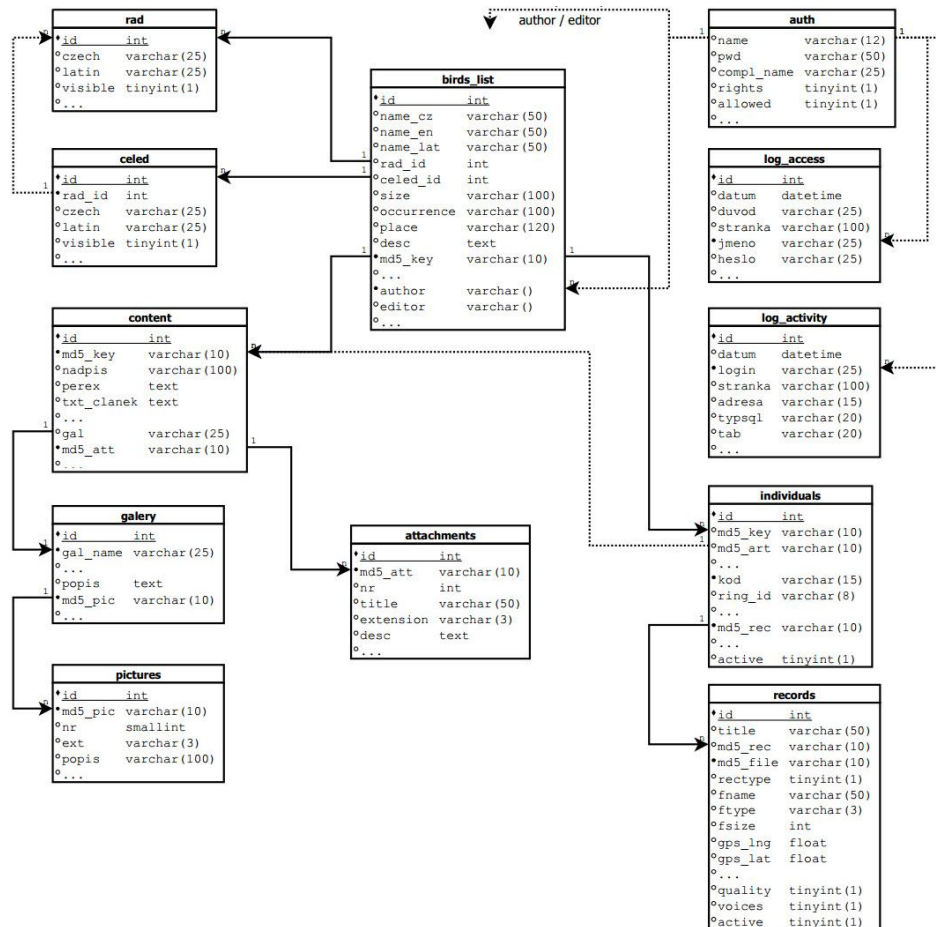 author / editor
rad
id int
czech varchar(25)
latin varchar(25)
visible tinyint(1)
...
celed
id int
rad_id int
czech varchar(25)
latin varchar(25)
visible tinyint(1)
...
birds_list
id int
name_cz varchar(50)
name_en varchar(50)
name_lat varchar(50)
rad_id int
celed_id int
size varchar(100)
occurrence varchar(100)
place varchar(120)
desc text
md5_key varchar(10)
...
author varchar()
editor varchar()
...
auth
name varchar(12)
pwd varchar(50)
compl_name varchar(25)
rights tinyint(1)
allowed tinyint(1)
...
log_access
id int
datum datetime
duvod varchar(25)
stranka varchar(100)
jmeno varchar(25)
heslo varchar(25)
...
log_activity
id int
datum datetime
login varchar(25)
stranka varchar(100)
adresa varchar(15)
typsql varchar(20)
tab varchar(20)
...
content
id int
md5_key varchar(10)
nadpis varchar(100)
perex text
txt_clanek text
...
gal varchar(25)
md5_att varchar(10)
...
galery
id int
gal_name varchar(25)
...
popis text
md5_pic varchar(10)
...
pictures
id int
md5_pic varchar(10)
nr smallint
ext varchar(3)
popis varchar(100)
...
attachments
id int
md5_att varchar(10)
nr int
title varchar(50)
extension varchar(3)
desc text
...
individuals
id int
md5_key varchar(10)
md5_art varchar(10)
...
kod varchar(15)
ring_id varchar(8)
...
md5_rec varchar(10)
...
active tinyint(1)
records
id int
title varchar(50)
md5_rec varchar(10)
md5_file varchar(10)
rectype tinyint(1)
fname varchar(50)
ftype varchar(3)
fsize int
gps_lng float
gps_lat float
...
quality tinyint(1)
voices tinyint(1)
active tinyint(1)